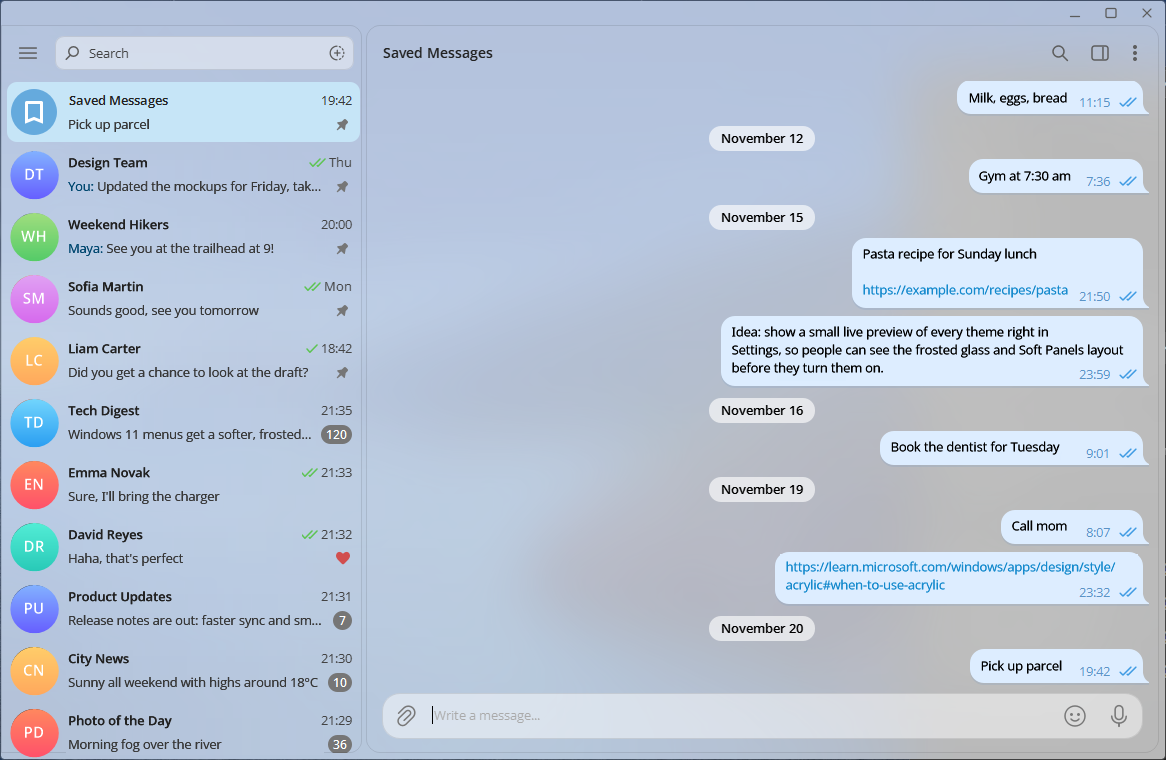 Search
Saved Messages 19:42
Pick up parcel
DT Design Team Thu
You: Updated the mockups for Friday, tak...
WH Weekend Hikers 20:00
Maya: See you at the trailhead at 9!
SM Sofia Martin Mon
Sounds good, see you tomorrow
LC Liam Carter 18:42
Did you get a chance to look at the draft?
TD Tech Digest 21:35
Windows 11 menus get a softer, frosted... 120
EN Emma Novak 21:33
Sure, I'll bring the charger
DR David Reyes 21:32
Haha, that's perfect
PU Product Updates 21:31
Release notes are out: faster sync and sm... 7
CN City News 21:30
Sunny all weekend with highs around 18°C 10
PD Photo of the Day 21:29
Morning fog over the river 36
Saved Messages
Milk, eggs, bread 11:15
November 12
Gym at 7:30 am 7:36
November 15
Pasta recipe for Sunday lunch
https://example.com/recipes/pasta 21:50
Idea: show a small live preview of every theme right in
Settings, so people can see the frosted glass and Soft Panels layout
before they turn them on. 23:59
November 16
Book the dentist for Tuesday 9:01
November 19
Call mom 8:07
https://learn.microsoft.com/windows/apps/design/style/
acrylic#when-to-use-acrylic 23:32
November 20
Pick up parcel 19:42
Write a message...